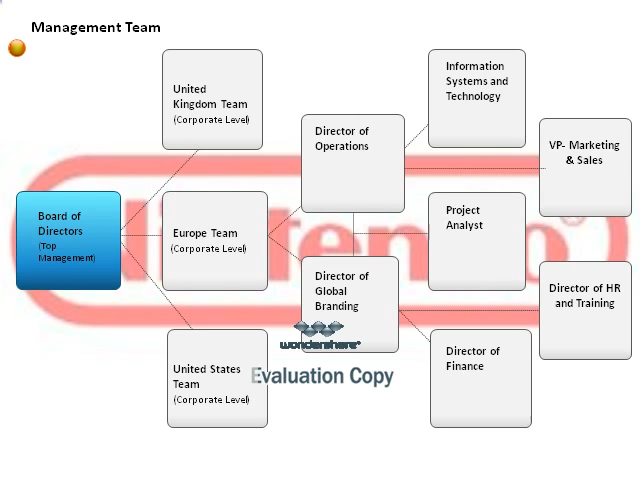 Management Team
United
Kingdom Team
(Corporate Level)
Information
Systems and
Technology
Director of
Operations
VP- Marketing
& Sales
Board of
Directors
(Top
Management)
Europe Team
(Corporate Level)
Project
Analyst
®
Director of
Global
Branding
Director of HR
and Training
wondershare®
United States
Team
(Corporate Level)
Evaluation Copy
Director of
Finance